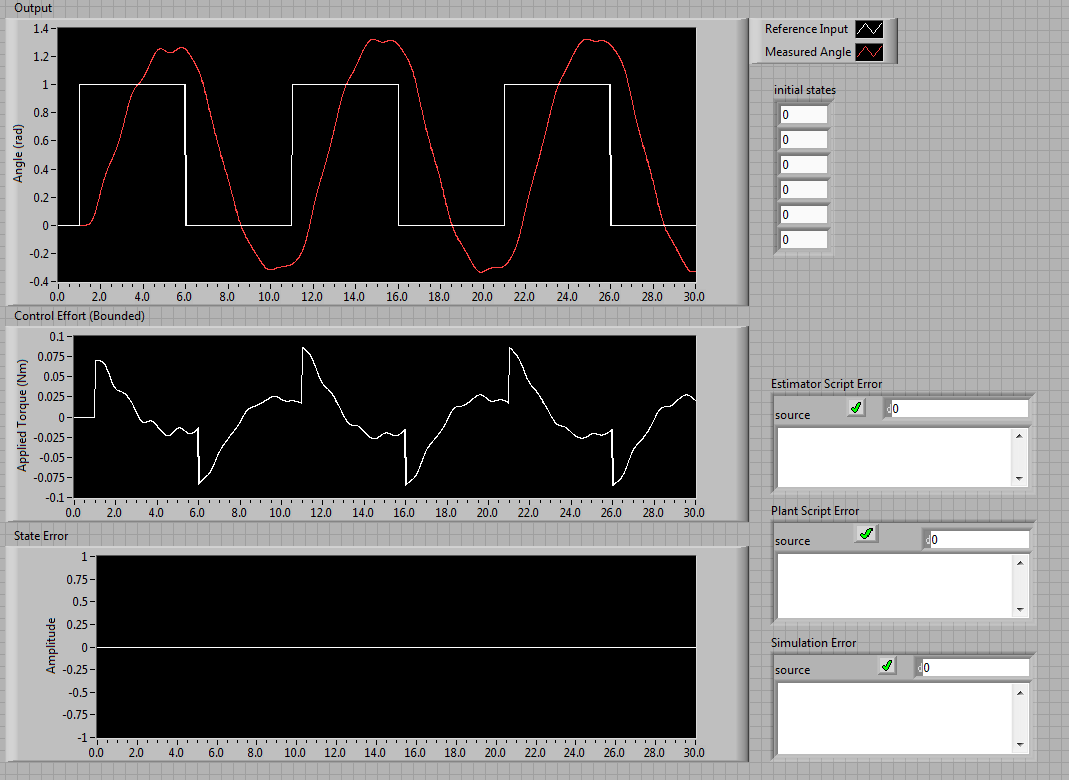 Output
Angle (rad)
1.4
1.2
1
0.8
0.6
0.4
0.2
0
-0.2
-0.4
0.0 2.0 4.0 6.0 8.0 10.0 12.0 14.0 16.0 18.0 20.0 22.0 24.0 26.0 28.0 30.0
Reference Input
Measured Angle
initial states
0
0
0
0
0
0
Control Effort (Bounded)
Applied Torque (Nm)
0.1
0.075
0.05
0.025
0
-0.025
-0.05
-0.075
-0.1
0.0 2.0 4.0 6.0 8.0 10.0 12.0 14.0 16.0 18.0 20.0 22.0 24.0 26.0 28.0 30.0
State Error
Amplitude
1
0.75
0.5
0.25
0
-0.25
-0.5
-0.75
-1
0.0 2.0 4.0 6.0 8.0 10.0 12.0 14.0 16.0 18.0 20.0 22.0 24.0 26.0 28.0 30.0
Estimator Script Error
source d 0
Plant Script Error
source d 0
Simulation Error
source d 0